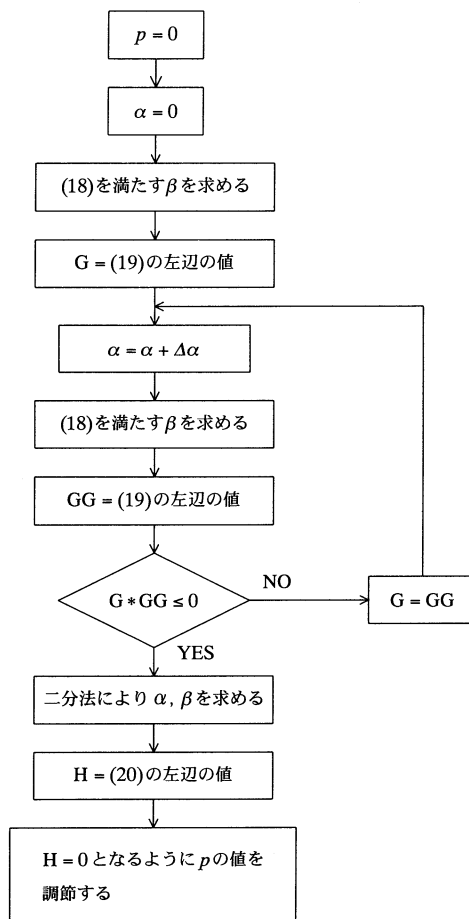 p = 0
α = 0
(18)を満たすβを求める
G = (19)の左辺の値
α = α + Δα
(18)を満たすβを求める
GG = (19)の左辺の値
G * GG ≤ 0
NO
G = GG
YES
二分法により α, βを求める
H = (20)の左辺の値
H = 0となるように pの値を
調節する